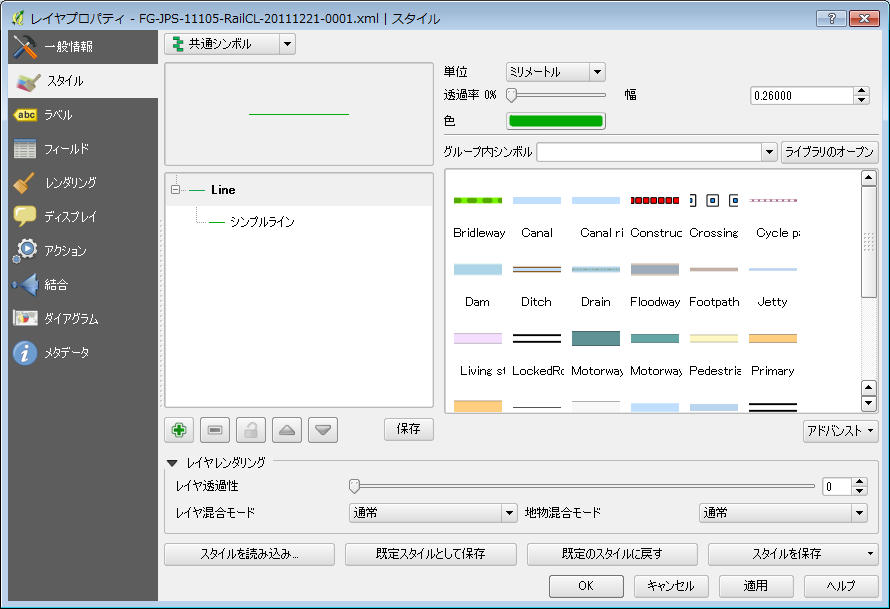 レイヤプロパティ - FG-JPS-11105-RailCL-20111221-0001.xml | スタイル
一般情報
スタイル
abc ラベル
フィールド
レンダリング
ディスプレイ
アクション
結合
ダイアグラム
メタデータ
共通シンボル
Line
シンプルライン
保存
単位 ミリメートル
透過率 0% 幅 0.26000
色
グループ内シンボル ライブラリのオープン
Bridleway Canal Canal ri Construc Crossing Cycle pa
Dam Ditch Drain Floodway Footpath Jetty
Living st LockedRo Motorway Motorway Pedestria Primary
アドバンスト
レイヤレンダリング
レイヤ透過性 0
レイヤ混合モード 通常 地物混合モード 通常
スタイルを読み込み... 既定スタイルとして保存 既定のスタイルに戻す スタイルを保存
OK キャンセル 適用 ヘルプ